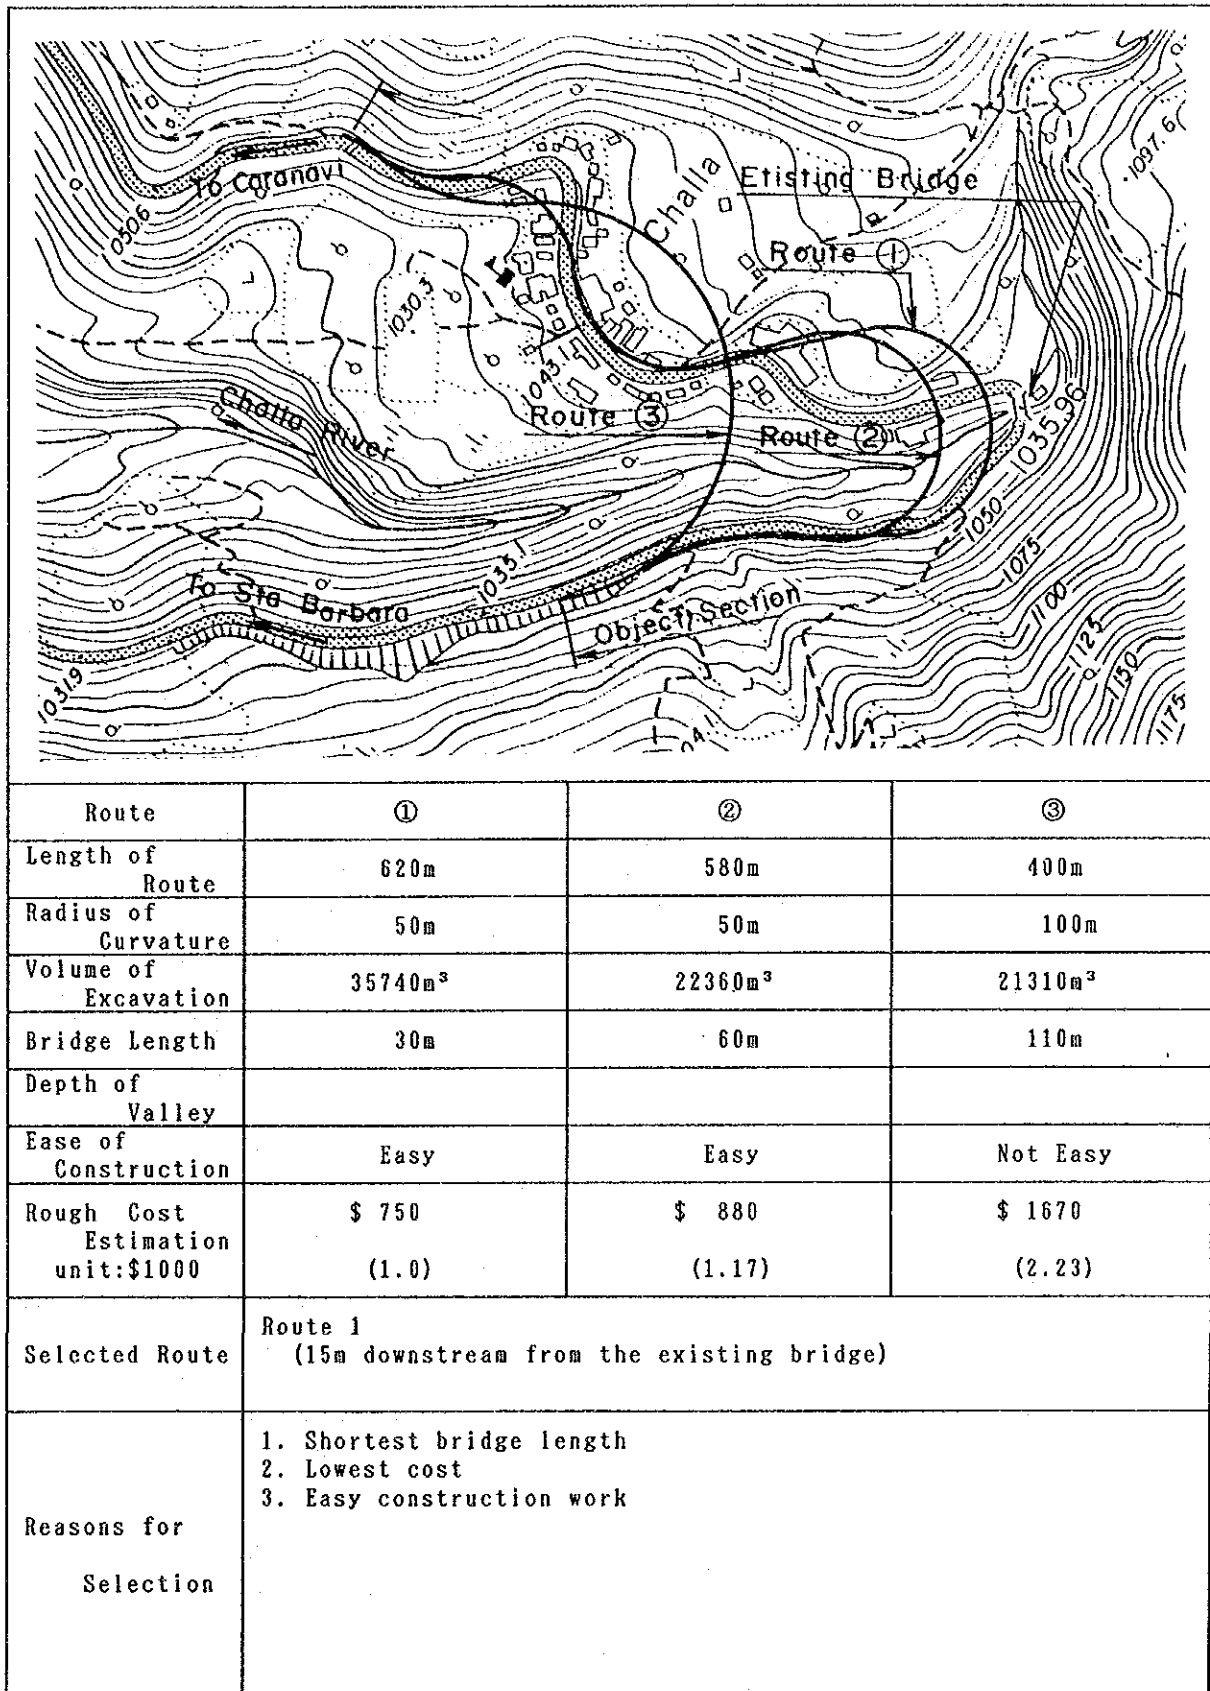 To Caranavi
Challa
Etisting Bridge
Route ①
1097.6
1050.6
1030.3
1043.1
Route ③
Route ②
Challa River
1035.96
1050
1075
1100
1125
1150
1175
1035.1
To Sta Barbara
Object Section
1031.9
Route ① ② ③
Length of
Route 620m 580m 400m
Radius of
Curvature 50m 50m 100m
Volume of
Excavation 35740m³ 22360m³ 21310m³
Bridge Length 30m 60m 110m
Depth of
Valley
Ease of
Construction Easy Easy Not Easy
Rough Cost $ 750 $ 880 $ 1670
Estimation
unit:$1000 (1.0) (1.17) (2.23)
Route 1
Selected Route (15m downstream from the existing bridge)
1. Shortest bridge length
2. Lowest cost
3. Easy construction work
Reasons for
Selection